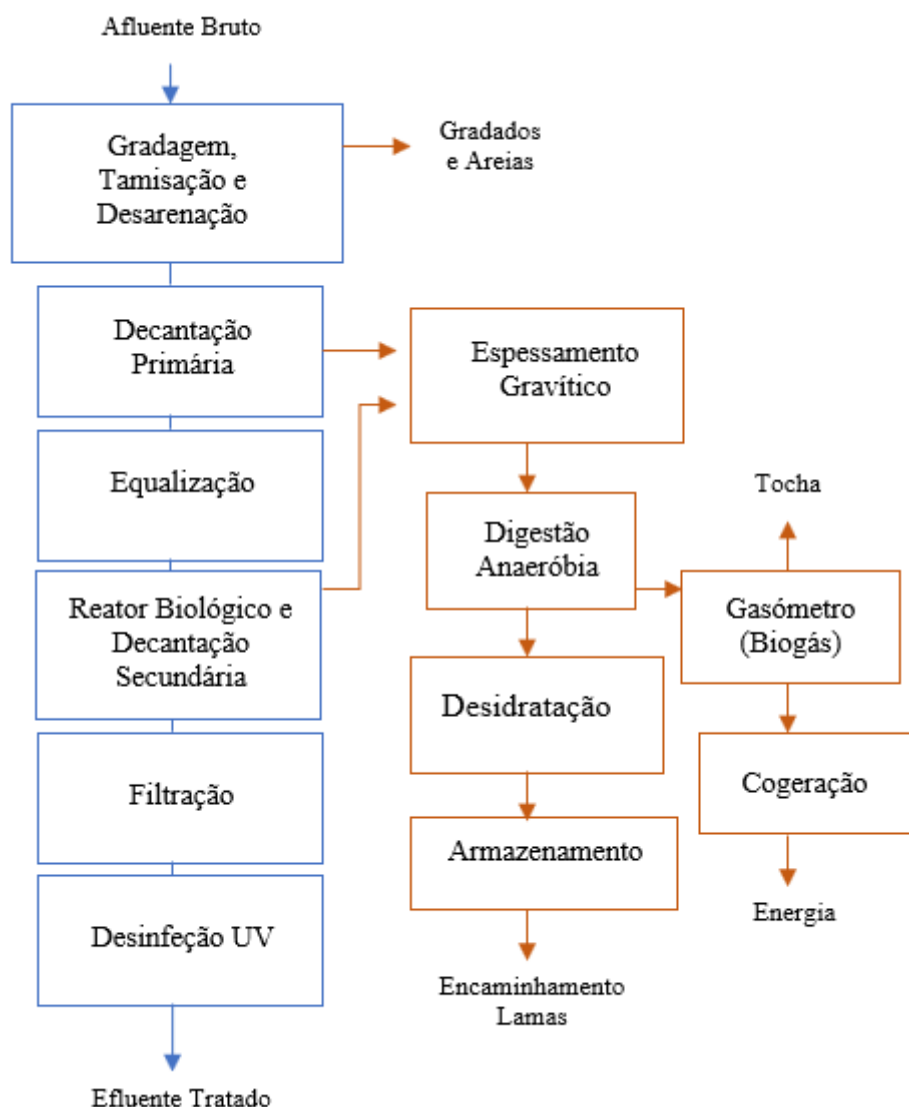 Afluente Bruto
Gradagem,
Tamisação e
Desarenação
Gradados
e Areias
Decantação
Primária
Espessamento
Gravítico
Equalização
Digestão
Anaeróbia
Tocha
Reator Biológico e
Decantação
Secundária
Gasómetro
(Biogás)
Desidratação
Filtração
Cogeração
Armazenamento
Desinfeção UV
Energia
Encaminhamento
Lamas
Efluente Tratado